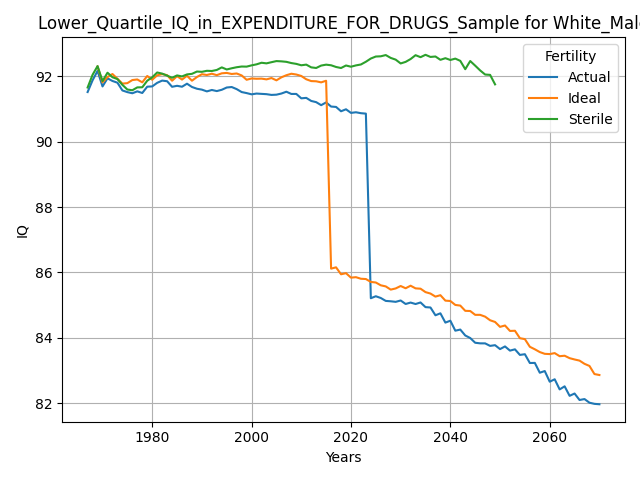 Lower_Quartile_IQ_in_EXPENDITURE_FOR_DRUGS_Sample for White_Mal
Fertility
Actual
Ideal
Sterile
IQ
92
90
88
86
84
82
1980
2000
2020
2040
2060
Years